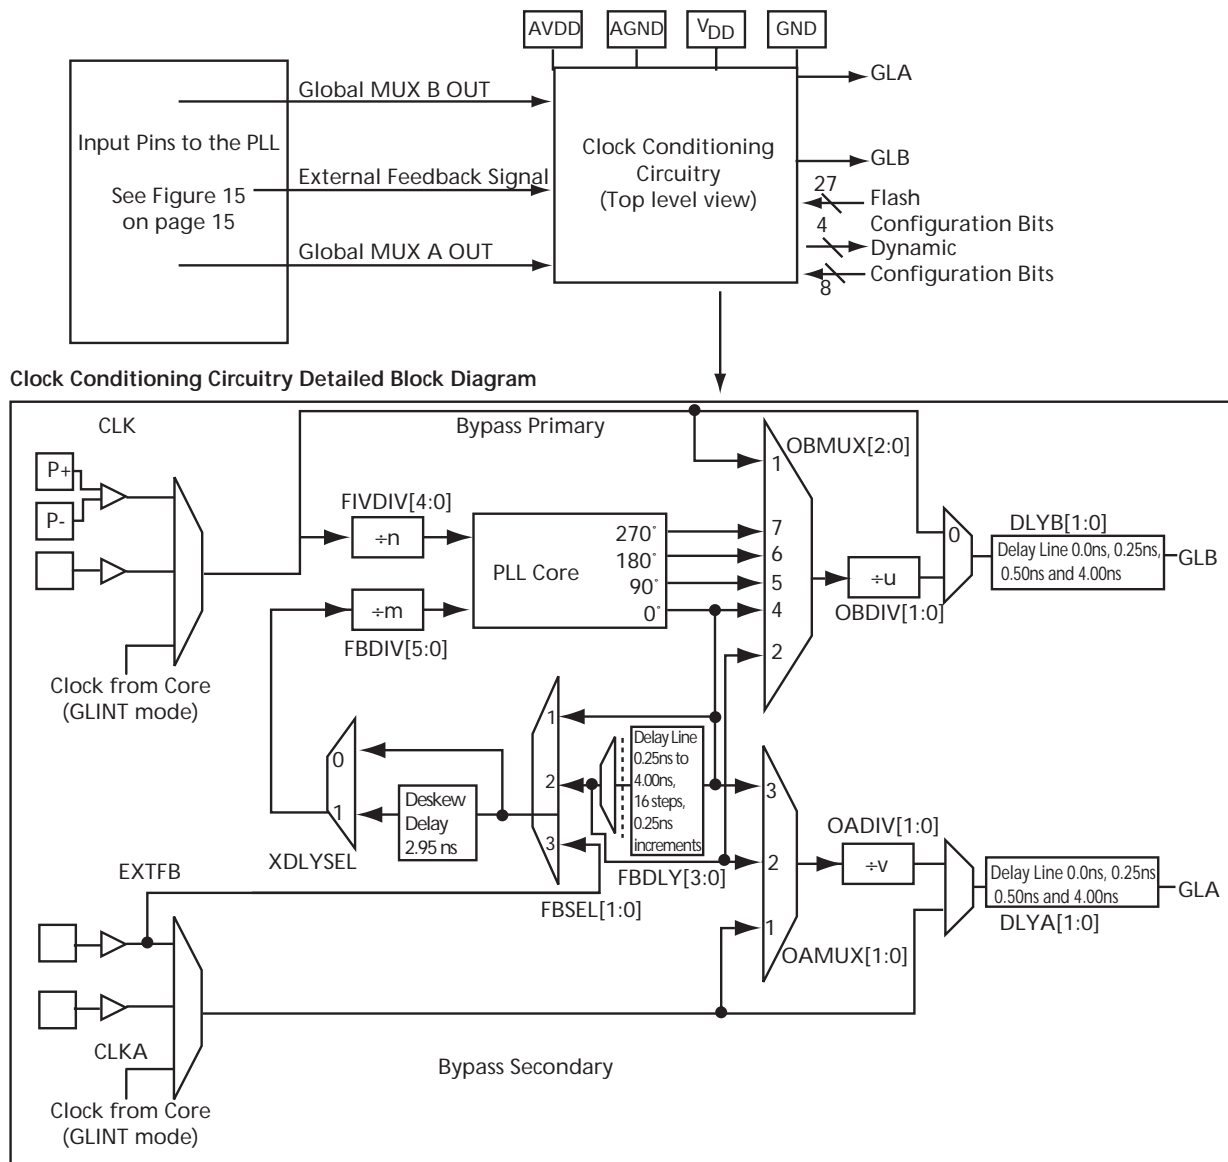 AVDD
AGND
VDD
GND
GLA
Global MUX B OUT
Input Pins to the PLL
See Figure 15
on page 15
External Feedback Signal
Global MUX A OUT
Clock Conditioning
Circuitry
(Top level view)
GLB
27
Flash
Configuration Bits
4
Dynamic
Configuration Bits
8
Clock Conditioning Circuitry Detailed Block Diagram
CLK
Bypass Primary
OBMUX[2:0]
P+
P-
FIVDIV[4:0]
÷n
PLL Core
270°
180°
90°
0°
1
7
6
5
4
2
÷m
FBDIV[5:0]
÷u
OBDIV[1:0]
0
DLYB[1:0]
Delay Line 0.0ns, 0.25ns,
0.50ns and 4.00ns
GLB
Clock from Core
(GLINT mode)
0
1
XDLYSEL
Deskew
Delay
2.95 ns
1
2
3
FBSEL[1:0]
Delay Line
0.25ns to
4.00ns,
16 steps,
0.25ns
increments
FBDLY[3:0]
3
2
1
OAMUX[1:0]
OADIV[1:0]
÷v
Delay Line 0.0ns, 0.25ns
0.50ns and 4.00ns
DLYA[1:0]
GLA
EXTFB
CLKA
Bypass Secondary
Clock from Core
(GLINT mode)